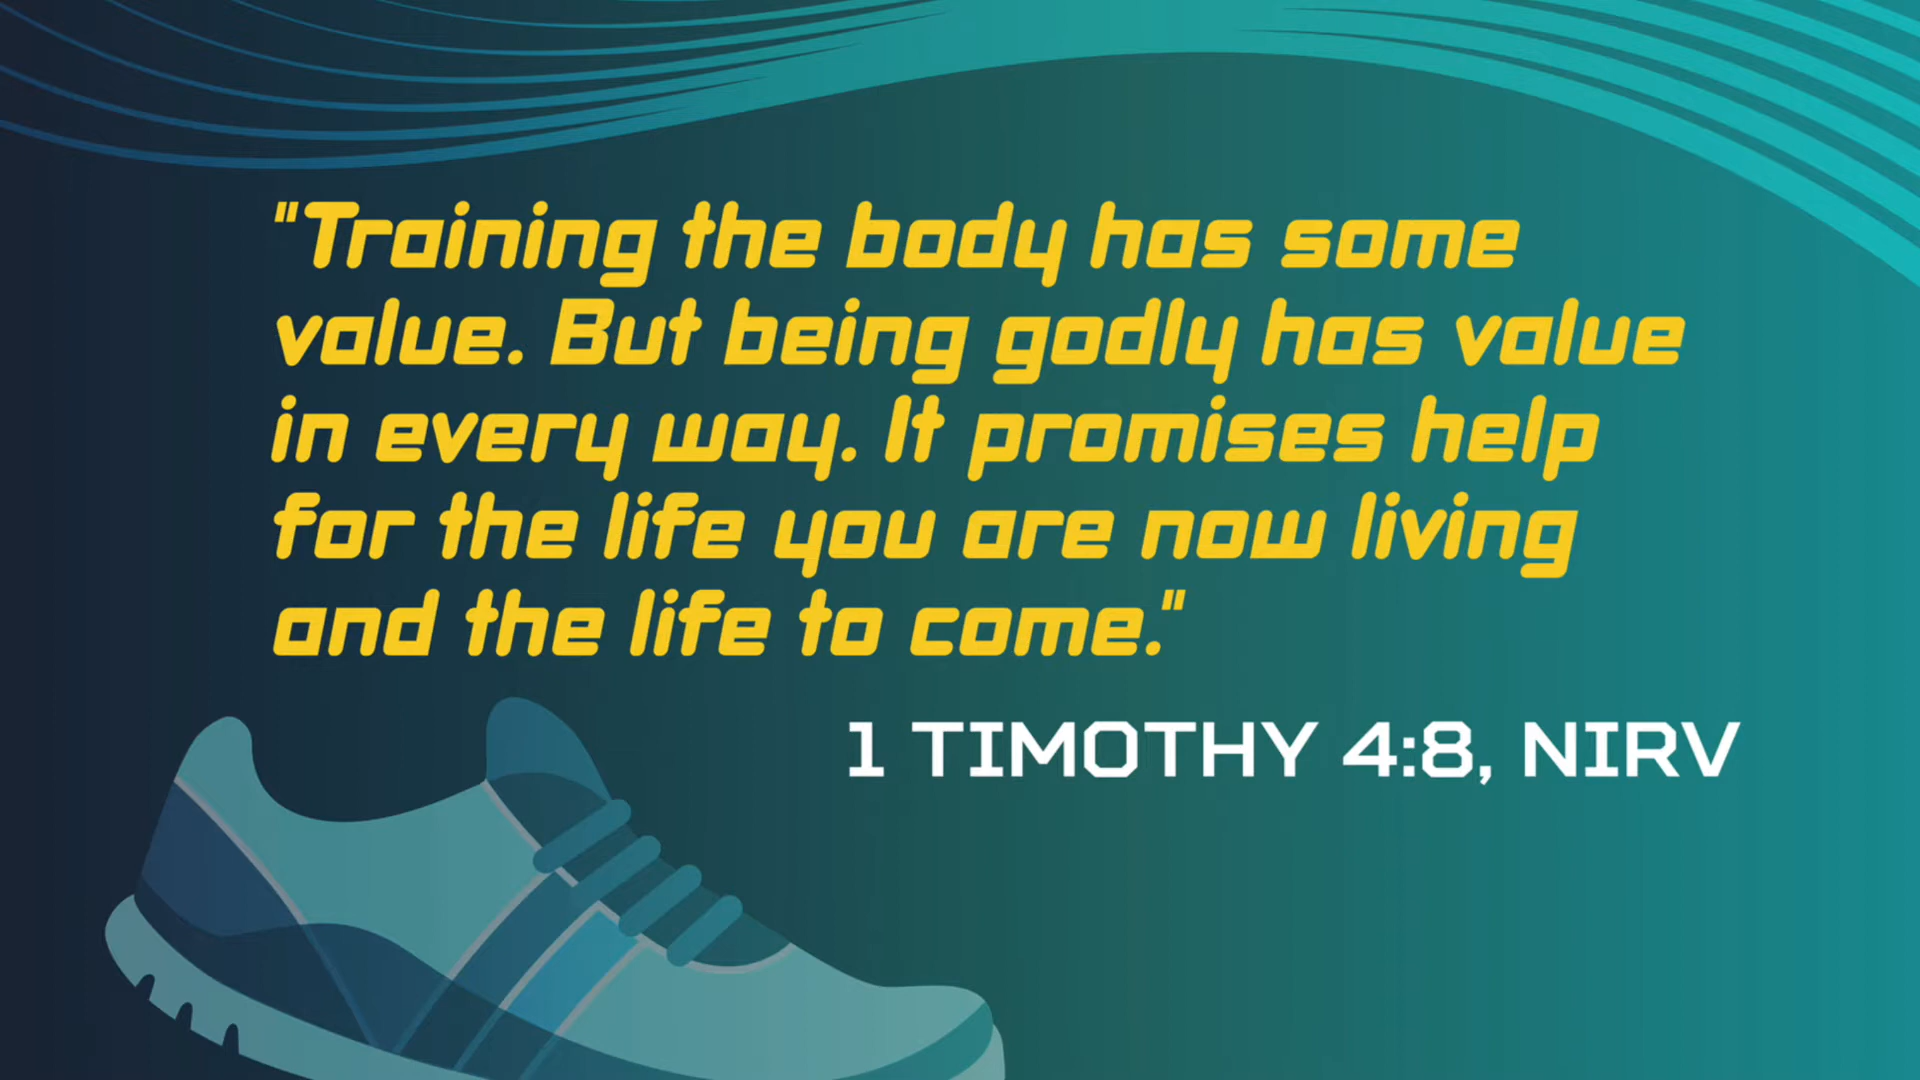 "Training the body has some
value. But being godly has value
in every way. It promises help
for the life you are now living
and the life to come."
1 TIMOTHY 4:8, NIRV